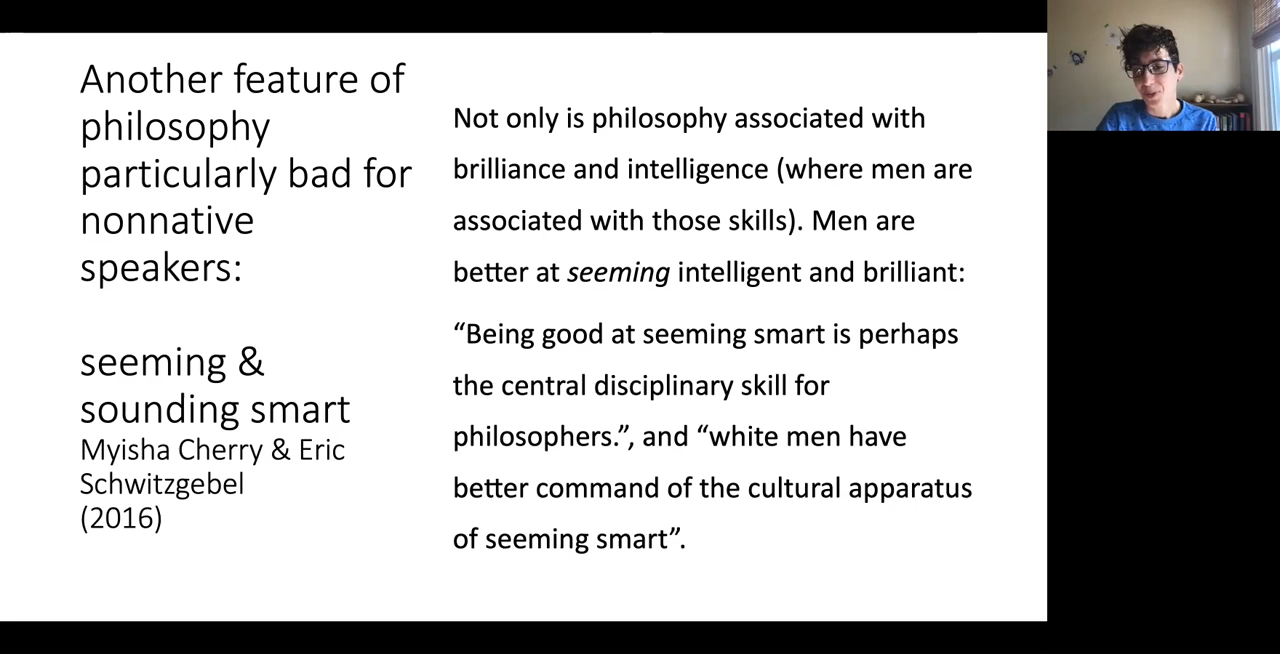 Another feature of
philosophy
particularly bad for
nonnative
speakers:
seeming &
sounding smart
Myisha Cherry & Eric
Schwitzgebel
(2016)
Not only is philosophy associated with
brilliance and intelligence (where men are
associated with those skills). Men are
better at seeming intelligent and brilliant:
“Being good at seeming smart is perhaps
the central disciplinary skill for
philosophers.”, and “white men have
better command of the cultural apparatus
of seeming smart”.